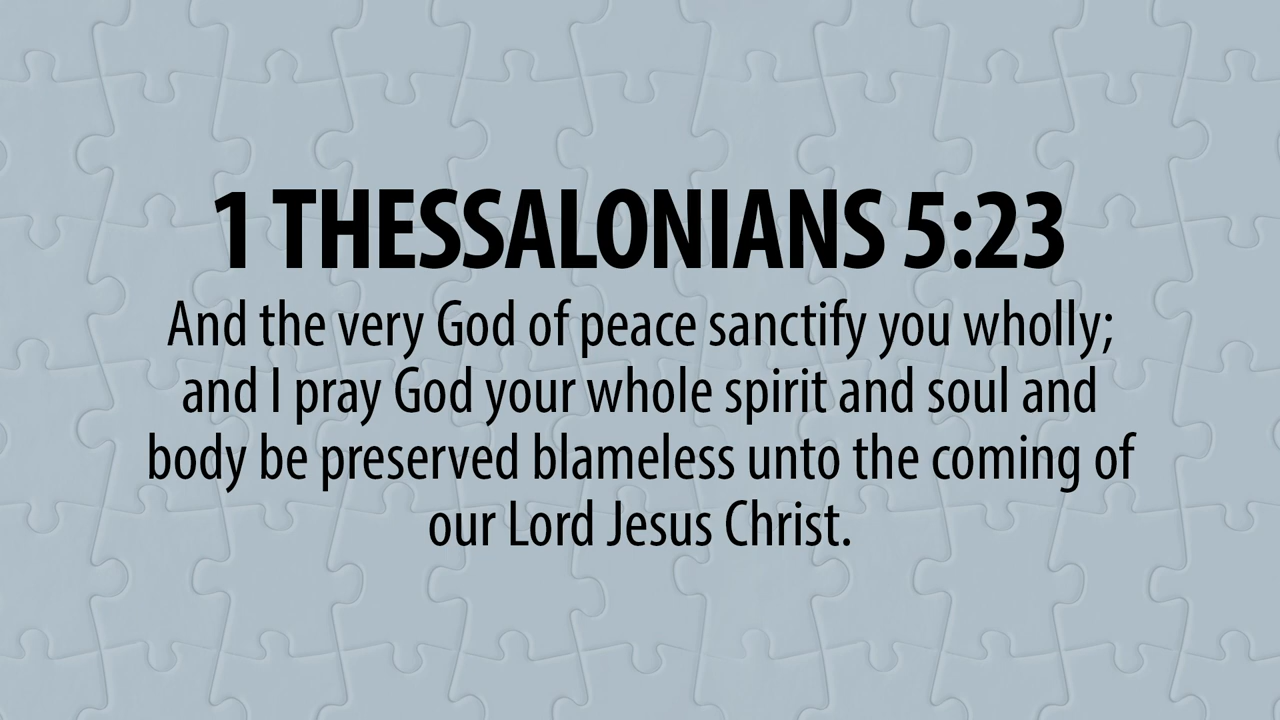 1 THESSALONIANS 5:23
And the very God of peace sanctify you wholly;
and I pray God your whole spirit and soul and
body be preserved blameless unto the coming of
our Lord Jesus Christ.